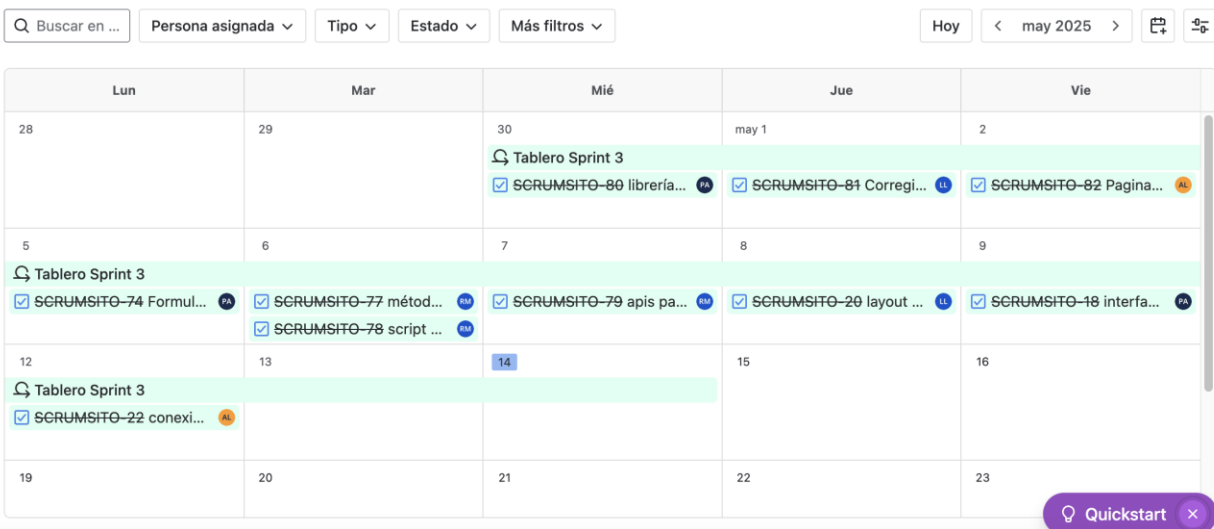 Buscar en ... Persona asignada Tipo Estado Más filtros Hoy may 2025
Lun Mar Mié Jue Vie
28 29 30 may 1 2
Tablero Sprint 3
SCRUMSITO-80 librería... PA SCRUMSITO-81 Corregi... LL SCRUMSITO-82 Pagina... AL
5 6 7 8 9
Tablero Sprint 3
SCRUMSITO-74 Formul... PA SCRUMSITO-77 métod... RM SCRUMSITO-79 apis pa... RM SCRUMSITO-20 layout ... LL SCRUMSITO-18 interfa... PA
SCRUMSITO-78 script ... RM
12 13 14 15 16
Tablero Sprint 3
SCRUMSITO-22 conexi... AL
19 20 21 22 23
Quickstart